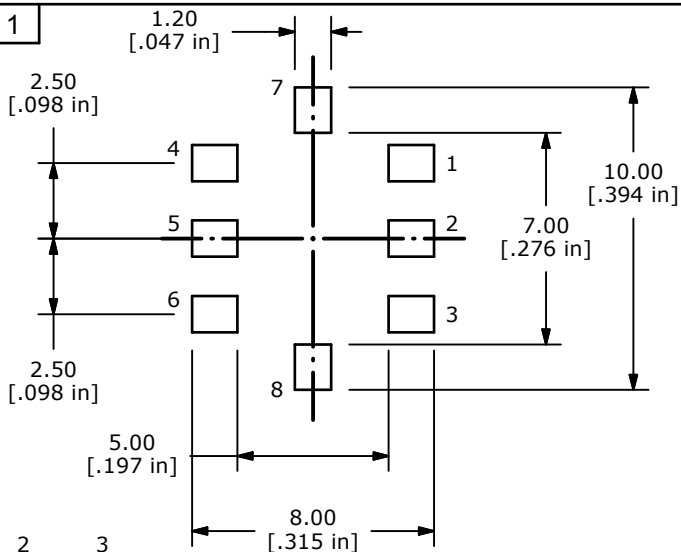 1
1.20
[.047 in]
2.50
[.098 in]
7
4
1
10.00
[.394 in]
5
2
7.00
[.276 in]
6
3
2.50
[.098 in]
8
5.00
[.197 in]
8.00
[.315 in]
2 3